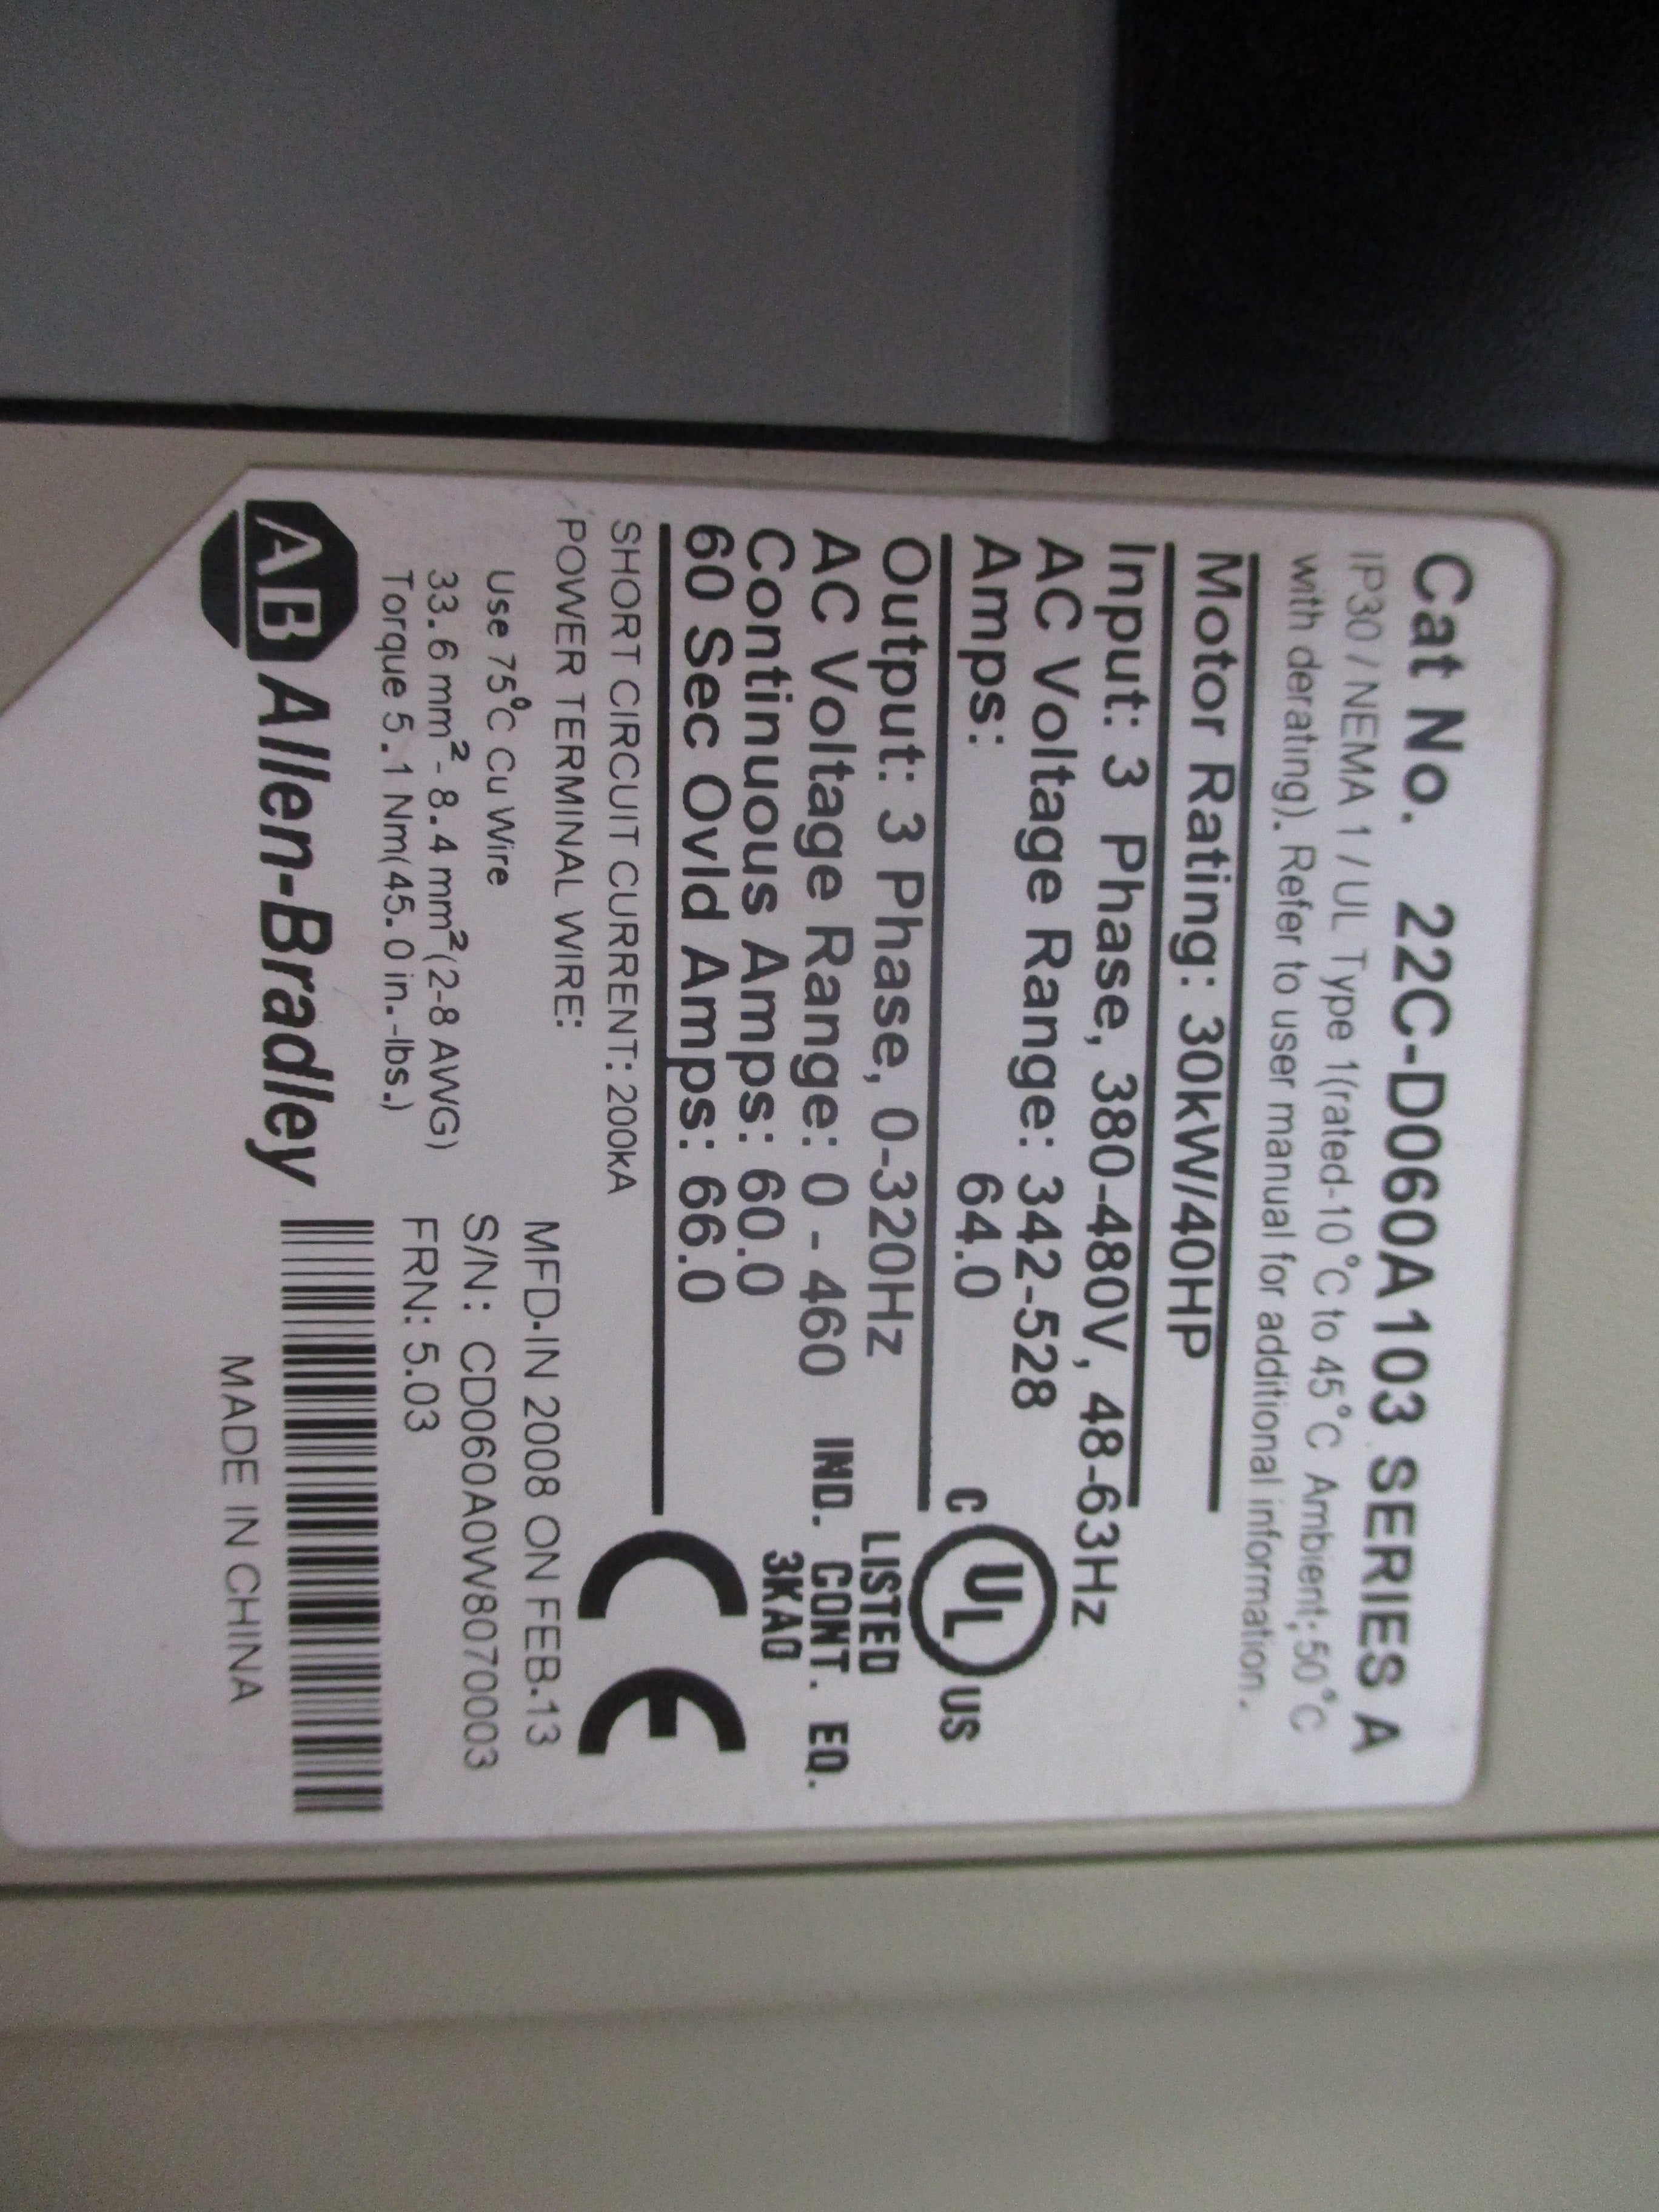 Cat No. 22C-D060A103 SERIES A
IP30 / NEMA 1 / UL Type 1(rated-10°C to 45°C Ambient; 50°C
with derating). Refer to user manual for additional information.
Motor Rating: 30kW/40HP
Input: 3 Phase, 380-480V, 48-63Hz
AC Voltage Range: 342-528
Amps: 64.0
C UL US
LISTED
IND. CONT. EQ.
3KA0
Output: 3 Phase, 0-320Hz
AC Voltage Range: 0 - 460
Continuous Amps: 60.0
60 Sec Ovld Amps: 66.0
CE
SHORT CIRCUIT CURRENT: 200kA
POWER TERMINAL WIRE:
Use 75°C Cu Wire
33.6 mm²- 8.4 mm²(2-8 AWG)
Torque 5.1 Nm(45.0 in.-lbs.)
MFD-IN 2008 ON FEB-13
S/N: CD060A0W8070003
FRN: 5.03
AB Allen-Bradley
MADE IN CHINA